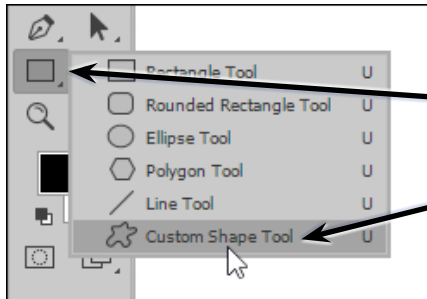 Rectangle Tool U
Rounded Rectangle Tool U
Ellipse Tool U
Polygon Tool U
Line Tool U
Custom Shape Tool U